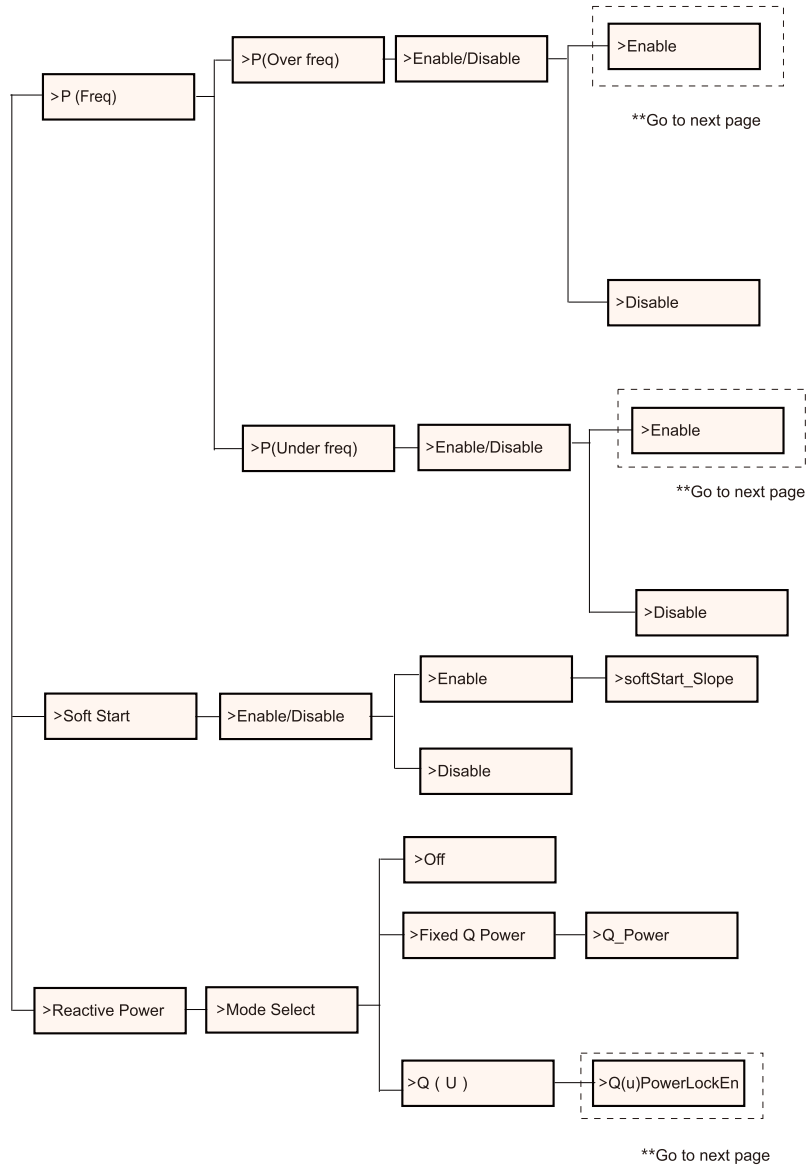 >P (Freq)
>P(Over freq)
>Enable/Disable
>Enable
**Go to next page
>Disable
>P(Under freq)
>Enable/Disable
>Enable
**Go to next page
>Disable
>Soft Start
>Enable/Disable
>Enable
>softStart_Slope
>Disable
>Reactive Power
>Mode Select
>Off
>Fixed Q Power
>Q_Power
>Q ( U )
>Q(u)PowerLockEn
**Go to next page